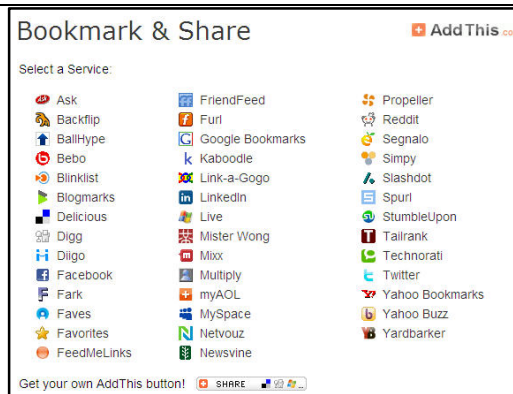 Bookmark & Share
AddThis.co
Select a Service:
Ask
Backflip
BallHype
Bebo
Blinklist
Blogmarks
Delicious
Digg
Diigo
Facebook
Fark
Faves
Favorites
FeedMeLinks
FriendFeed
Furl
Google Bookmarks
Kaboodle
Link-a-Gogo
LinkedIn
Live
Mister Wong
Mixx
Multiply
myAOL
MySpace
Netvouz
Newsvine
Propeller
Reddit
Segnalo
Simpy
Slashdot
Spurl
StumbleUpon
Tailrank
Technorati
Twitter
Yahoo Bookmarks
Yahoo Buzz
Yardbarker
Get your own AddThis button! SHARE